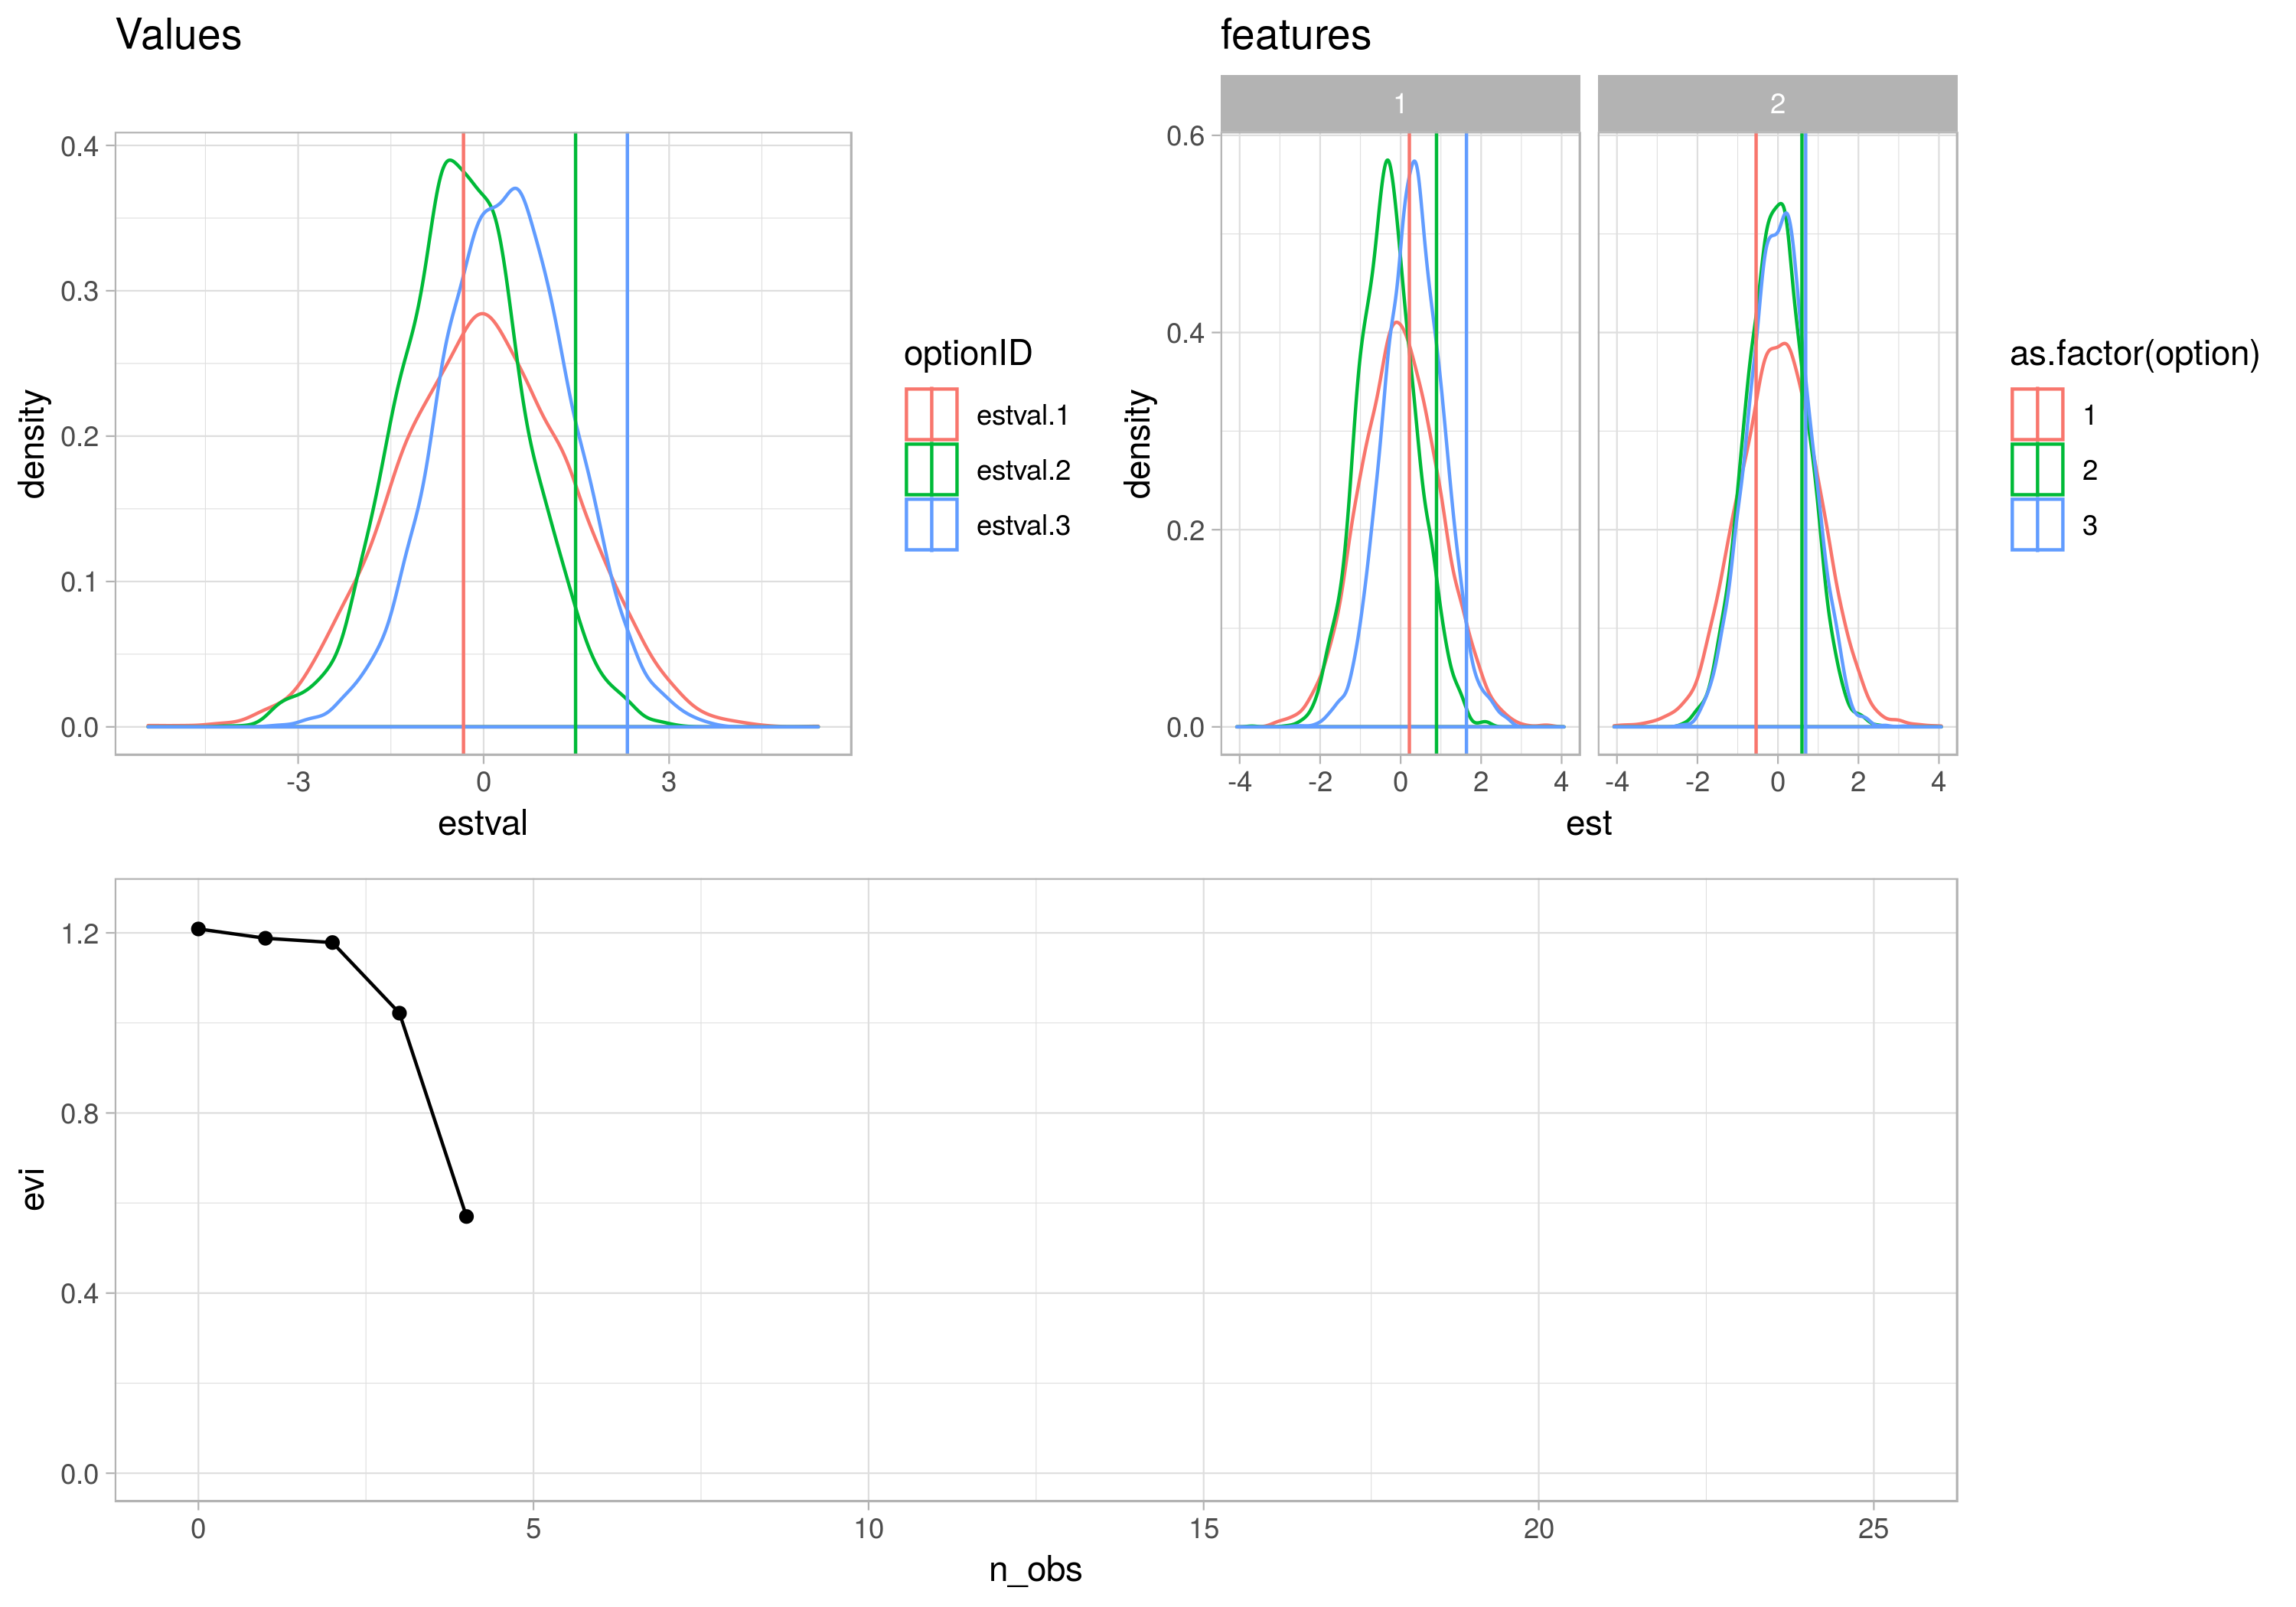 Values
0.4
0.3
0.2
0.1
0.0
density
-3 0 3
estval
optionID
estval.1
estval.2
estval.3
features
1 2
0.6
0.4
0.2
0.0
density
-4 -2 0 2 4 -4 -2 0 2 4
est
as.factor(option)
1
2
3
1.2
0.8
0.4
0.0
evi
0 5 10 15 20 25
n_obs